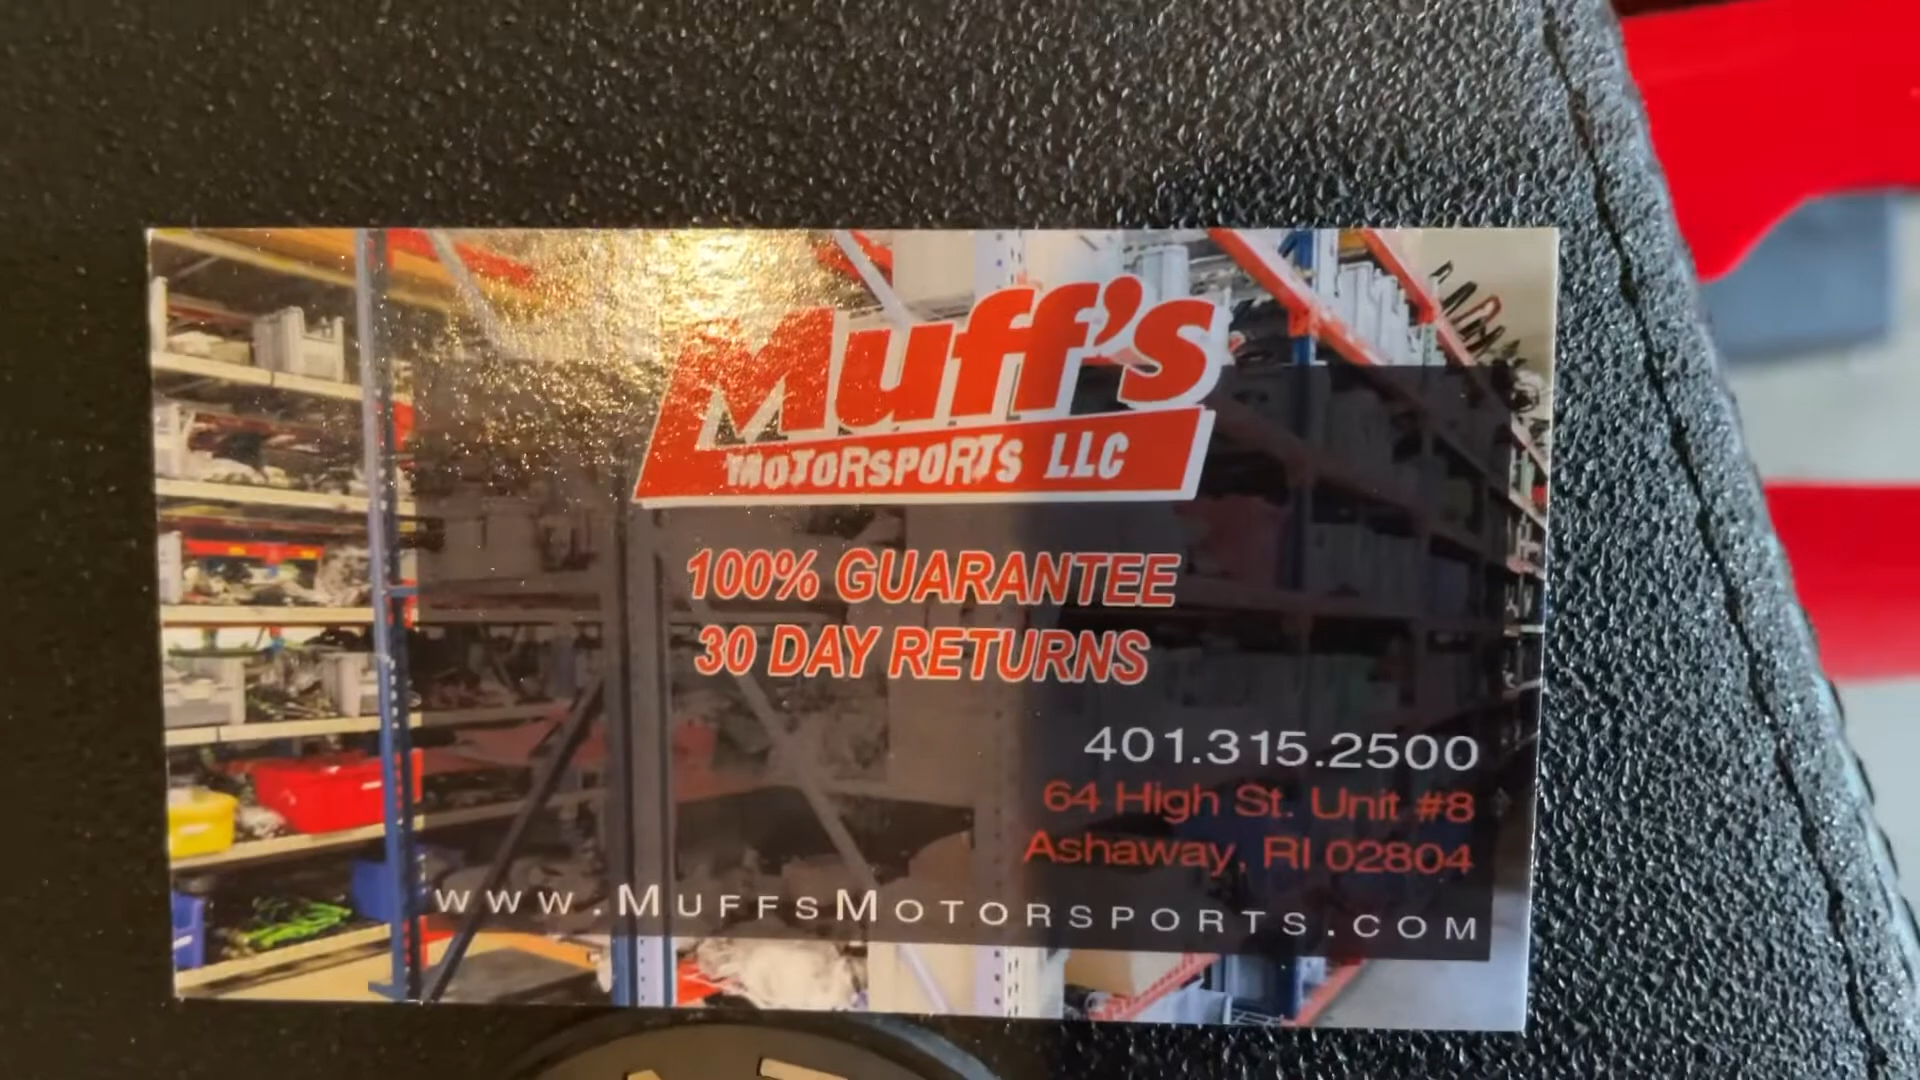 Muff's
MOTORSPORTS LLC
100% GUARANTEE
30 DAY RETURNS
401.315.2500
64 High St. Unit #8
Ashaway, RI 02804
www.MuffsMotorsports.com